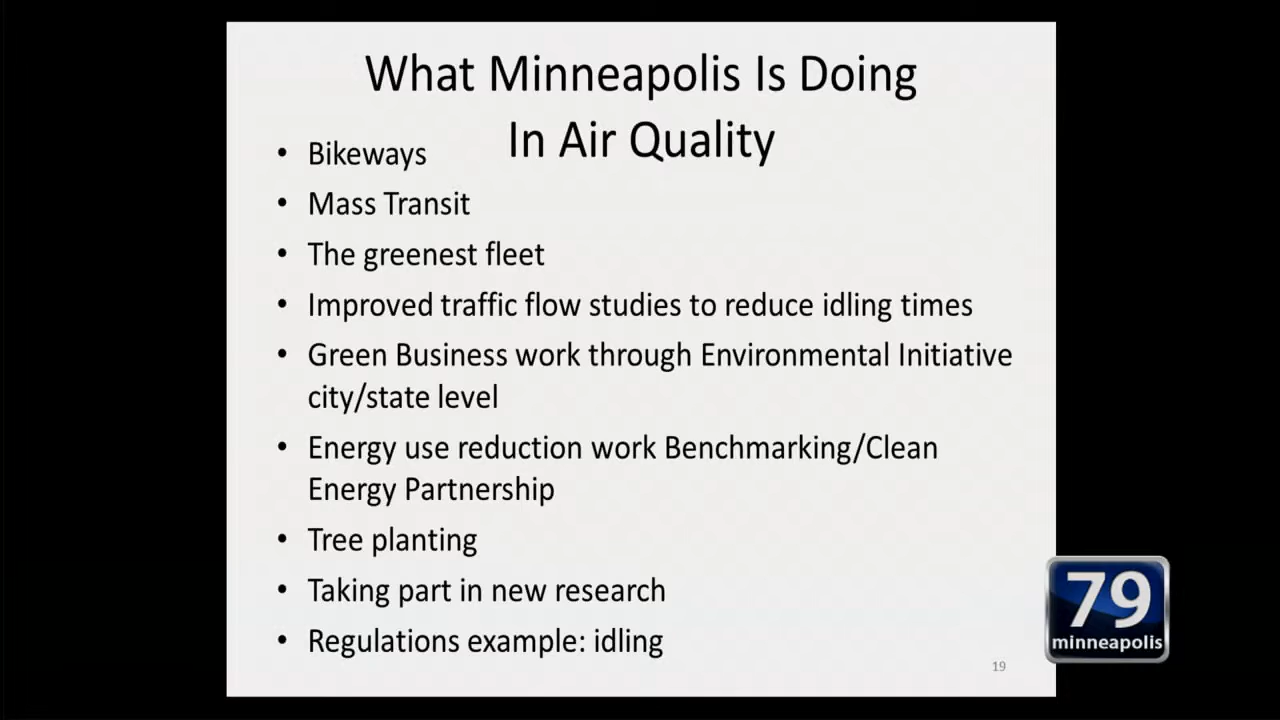 What Minneapolis Is Doing
In Air Quality
• Bikeways
• Mass Transit
• The greenest fleet
• Improved traffic flow studies to reduce idling times
• Green Business work through Environmental Initiative
city/state level
• Energy use reduction work Benchmarking/Clean
Energy Partnership
• Tree planting
• Taking part in new research
• Regulations example: idling
19
79
minneapolis